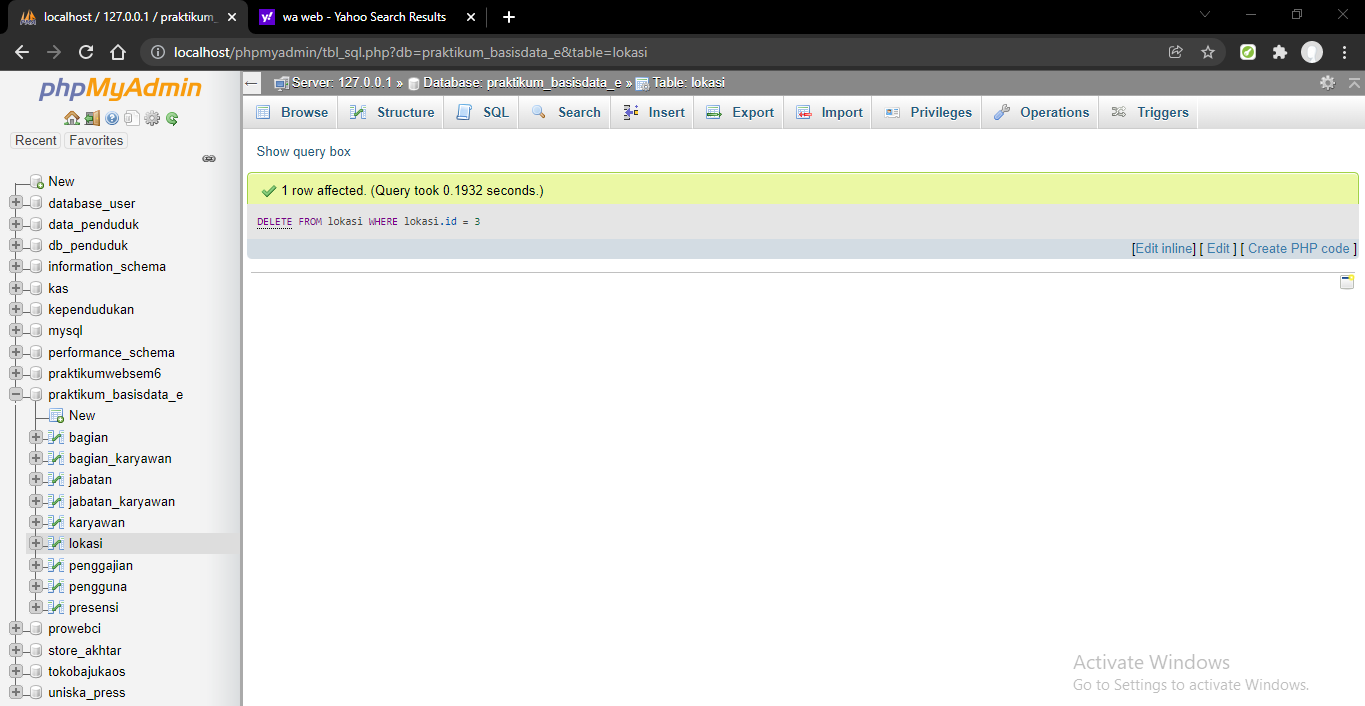 localhost / 127.0.0.1 / praktikum_
wa web - Yahoo Search Results
localhost/phpmyadmin/tbl_sql.php?db=praktikum_basisdata_e&table=lokasi
phpMyAdmin
Recent Favorites
New
database_user
data_penduduk
db_penduduk
information_schema
kas
kependudukan
mysql
performance_schema
praktikumwebsem6
praktikum_basisdata_e
New
bagian
bagian_karyawan
jabatan
jabatan_karyawan
karyawan
lokasi
penggajian
pengguna
presensi
prowebci
store_akhtar
tokobajukaos
uniska_press
Server: 127.0.0.1 » Database: praktikum_basisdata_e » Table: lokasi
Browse Structure SQL Search Insert Export Import Privileges Operations Triggers
Show query box
1 row affected. (Query took 0.1932 seconds.)
DELETE FROM lokasi WHERE lokasi.id = 3
[Edit inline] [ Edit ] [ Create PHP code ]
Activate Windows
Go to Settings to activate Windows.